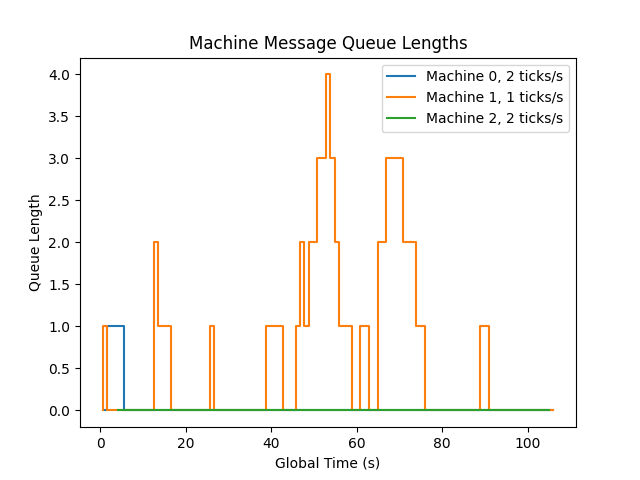 Machine Message Queue Lengths
Machine 0, 2 ticks/s
Machine 1, 1 ticks/s
Machine 2, 2 ticks/s
4.0
3.5
3.0
2.5
2.0
1.5
1.0
0.5
0.0
Queue Length
0 20 40 60 80 100
Global Time (s)